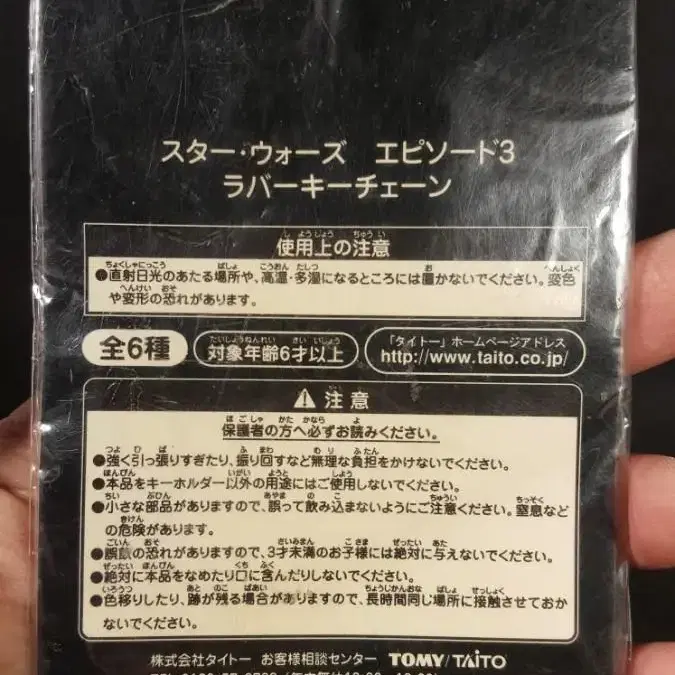 スター・ウォーズ エピソード3
ラバーキーチェーン
使用上の注意
●直射日光のあたる場所や、高温・多湿になるところには置かないでください。変色
や変形の恐れがあります。
全6種
対象年齢6才以上
「タイトー」ホームページアドレス
http://www.taito.co.jp/
⚠ 注意
保護者の方へ必ずお読みください。
●強く引っ張りすぎたり、振り回すなど無理な負担をかけないでください。
●本品をキーホルダー以外の用途にはご使用しないでください。
●小さな部品がありますので、誤って飲み込まないようにご注意ください。窒息など
の危険があります。
●誤飲の恐れがありますので、3才未満のお子様には絶対に与えないでください。
●絶対に本品をなめたり口に含んだりしないでください。
●色移りしたり、跡が残る場合がありますので、長時間同じ場所に接触させておか
ないでください。
株式会社タイトー お客様相談センター TOMY/TAITO